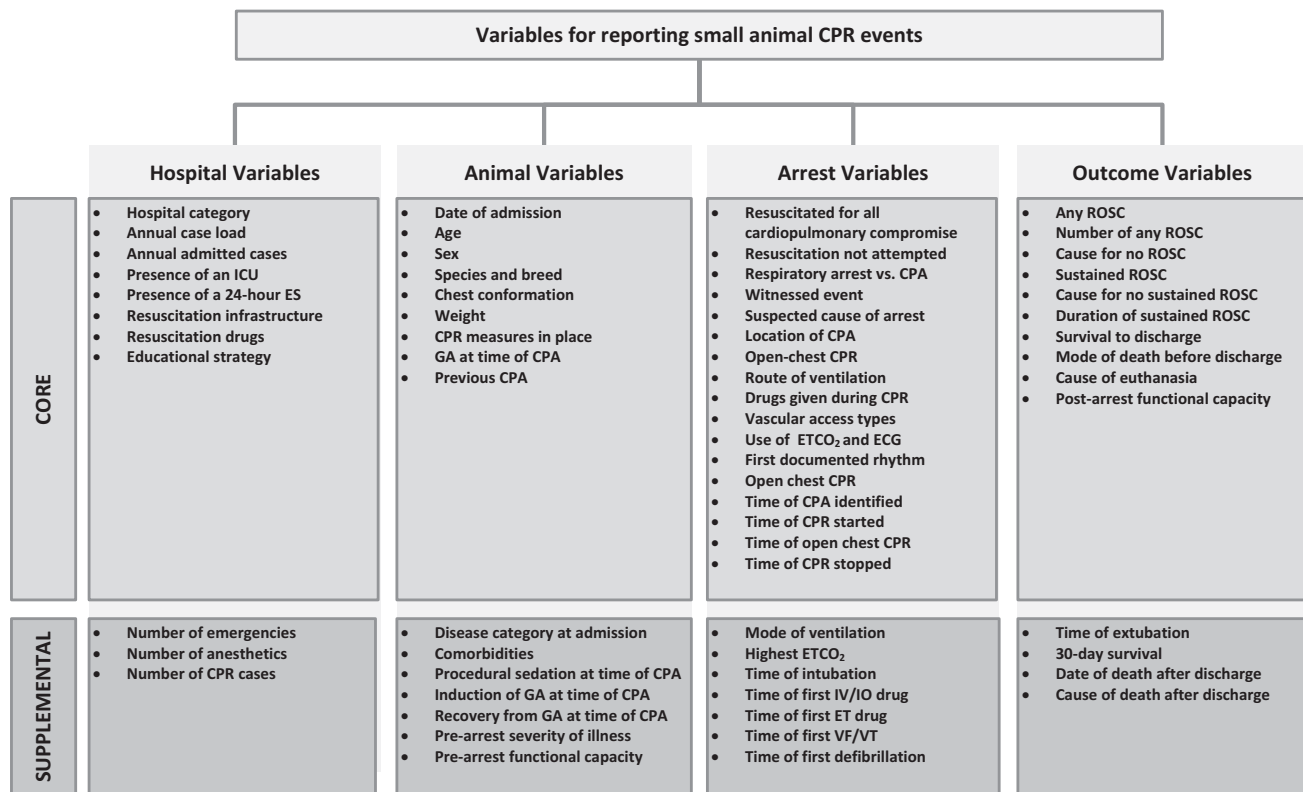 Variables for reporting small animal CPR events
Hospital Variables
Animal Variables
Arrest Variables
Outcome Variables
CORE
• Hospital category
• Annual case load
• Annual admitted cases
• Presence of an ICU
• Presence of a 24-hour ES
• Resuscitation infrastructure
• Resuscitation drugs
• Educational strategy
• Date of admission
• Age
• Sex
• Species and breed
• Chest conformation
• Weight
• CPR measures in place
• GA at time of CPA
• Previous CPA
• Resuscitated for all
cardiopulmonary compromise
• Resuscitation not attempted
• Respiratory arrest vs. CPA
• Witnessed event
• Suspected cause of arrest
• Location of CPA
• Open-chest CPR
• Route of ventilation
• Drugs given during CPR
• Vascular access types
• Use of ETCO₂ and ECG
• First documented rhythm
• Open chest CPR
• Time of CPA identified
• Time of CPR started
• Time of open chest CPR
• Time of CPR stopped
• Any ROSC
• Number of any ROSC
• Cause for no ROSC
• Sustained ROSC
• Cause for no sustained ROSC
• Duration of sustained ROSC
• Survival to discharge
• Mode of death before discharge
• Cause of euthanasia
• Post-arrest functional capacity
SUPPLEMENTAL
• Number of emergencies
• Number of anesthetics
• Number of CPR cases
• Disease category at admission
• Comorbidities
• Procedural sedation at time of CPA
• Induction of GA at time of CPA
• Recovery from GA at time of CPA
• Pre-arrest severity of illness
• Pre-arrest functional capacity
• Mode of ventilation
• Highest ETCO₂
• Time of intubation
• Time of first IV/IO drug
• Time of first ET drug
• Time of first VF/VT
• Time of first defibrillation
• Time of extubation
• 30-day survival
• Date of death after discharge
• Cause of death after discharge